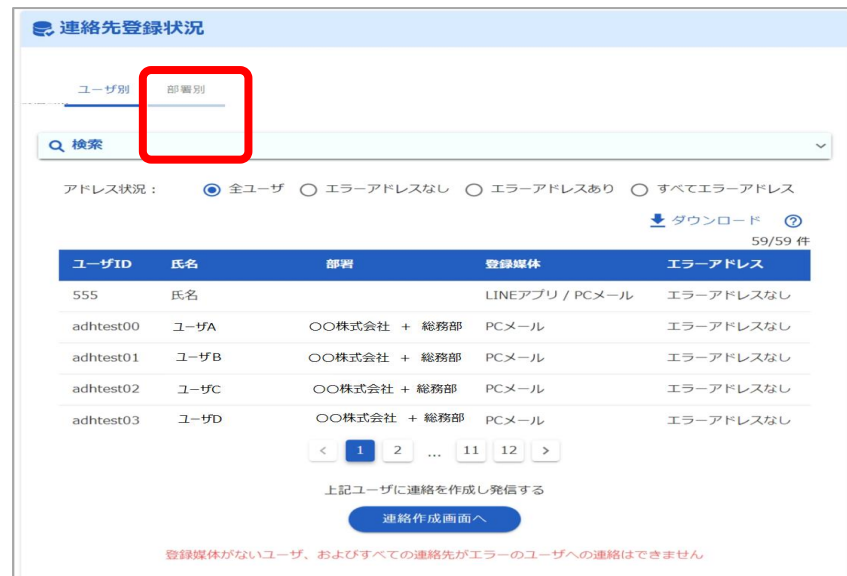 連絡先登録状況
ユーザ別 部署別
検索
アドレス状況： 全ユーザ エラーアドレスなし エラーアドレスあり すべてエラーアドレス
ダウンロード ?
59/59 件
ユーザID 氏名 部署 登録媒体 エラーアドレス
555 氏名 LINEアプリ / PCメール エラーアドレスなし
adhtest00 ユーザA 〇〇株式会社 + 総務部 PCメール エラーアドレスなし
adhtest01 ユーザB 〇〇株式会社 + 総務部 PCメール エラーアドレスなし
adhtest02 ユーザC 〇〇株式会社 + 総務部 PCメール エラーアドレスなし
adhtest03 ユーザD 〇〇株式会社 + 総務部 PCメール エラーアドレスなし
< 1 2 ... 11 12 >
上記ユーザに連絡を作成し発信する
連絡作成画面へ
登録媒体がないユーザ、およびすべての連絡先がエラーのユーザへの連絡はできません